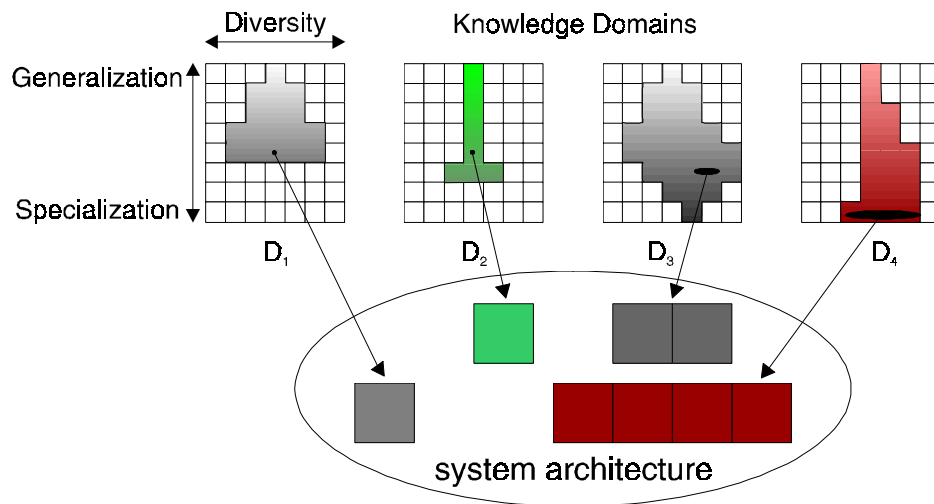 Diversity
Knowledge Domains
Generalization
Specialization
D₁
D₂
D₃
D₄
system architecture